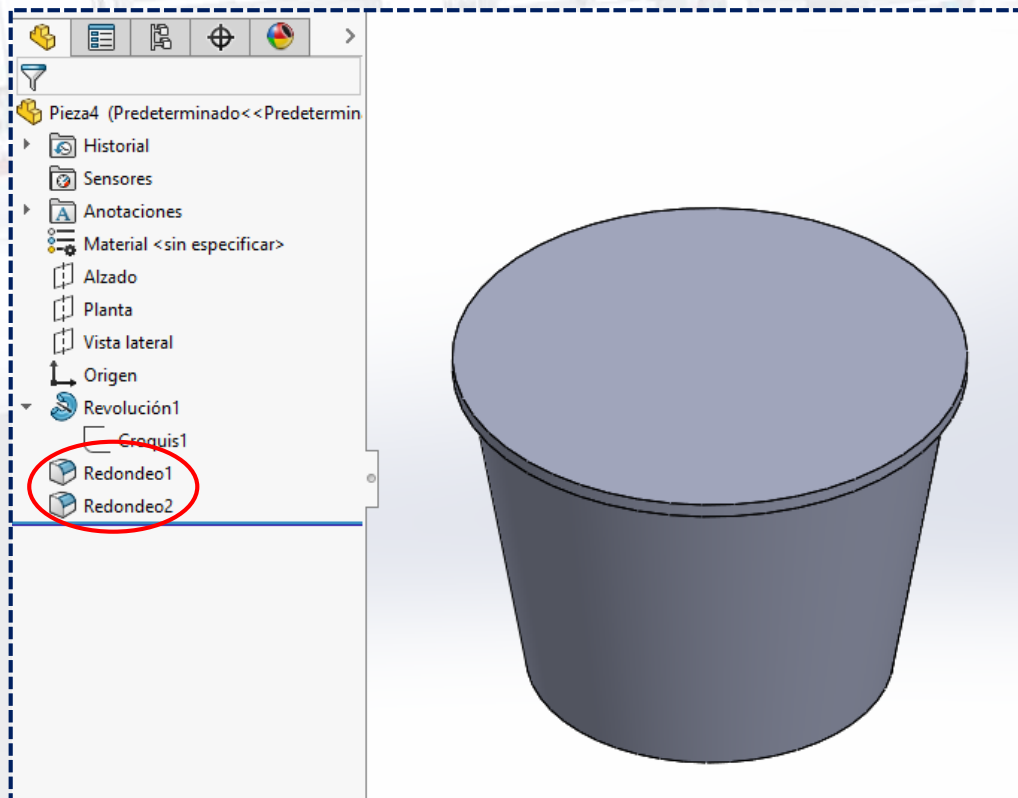 Pieza4 (Predeterminado<<Predetermin
Historial
Sensores
Anotaciones
Material <sin especificar>
Alzado
Planta
Vista lateral
Origen
Revolución1
Croquis1
Redondeo1
Redondeo2